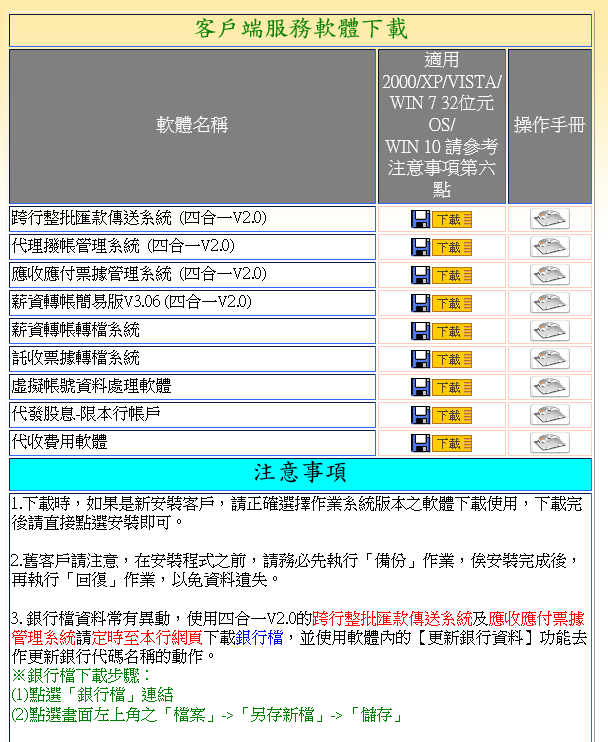 客戶端服務軟體下載
軟體名稱
適用
2000/XP/VISTA/
WIN 7 32位元
OS/
WIN 10 請參考
注意事項第六
點
操作手冊
跨行整批匯款傳送系統 (四合一V2.0)
下載
代理撥帳管理系統 (四合一V2.0)
下載
應收應付票據管理系統 (四合一V2.0)
下載
薪資轉帳簡易版V3.06 (四合一V2.0)
下載
薪資轉帳轉檔系統
下載
託收票據轉檔系統
下載
虛擬帳號資料處理軟體
下載
代發股息-限本行帳戶
下載
代收費用軟體
下載
注意事項
1.下載時，如果是新安裝客戶，請正確選擇作業系統版本之軟體下載使用，下載完
後請直接點選安裝即可。
2.舊客戶請注意，在安裝程式之前，請務必先執行「備份」作業，俟安裝完成後，
再執行「回復」作業，以免資料遺失。
3. 銀行檔資料常有異動，使用四合一V2.0的跨行整批匯款傳送系統及應收應付票據
管理系統請定時至本行網頁下載銀行檔，並使用軟體內的【更新銀行資料】功能去
作更新銀行代碼名稱的動作。
※銀行檔下載步驟：
(1)點選「銀行檔」連結
(2)點選畫面左上角之「檔案」->「另存新檔」->「儲存」